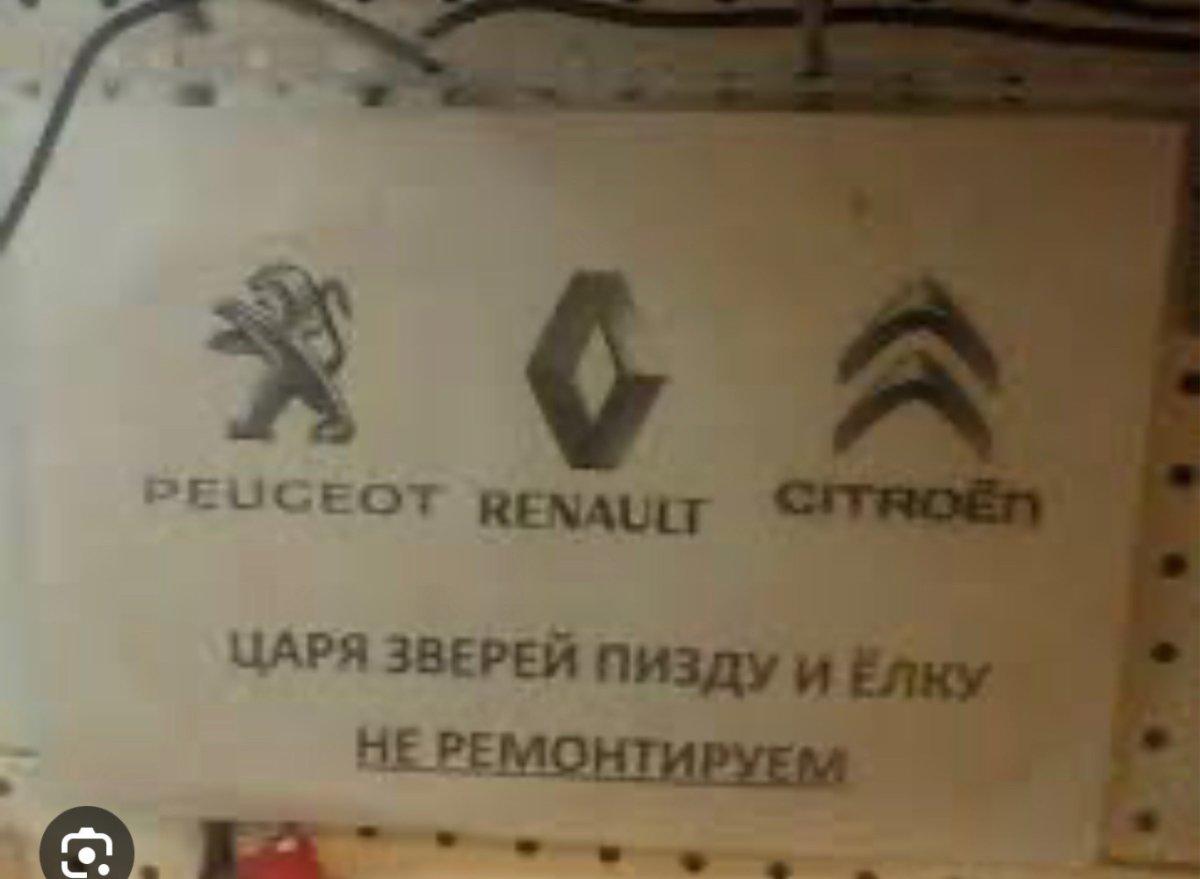 PEUGEOT RENAULT CITROËN
ЦАРЯ ЗВЕРЕЙ ПИЗДУ И ЁЛКУ
НЕ РЕМОНТИРУЕМ